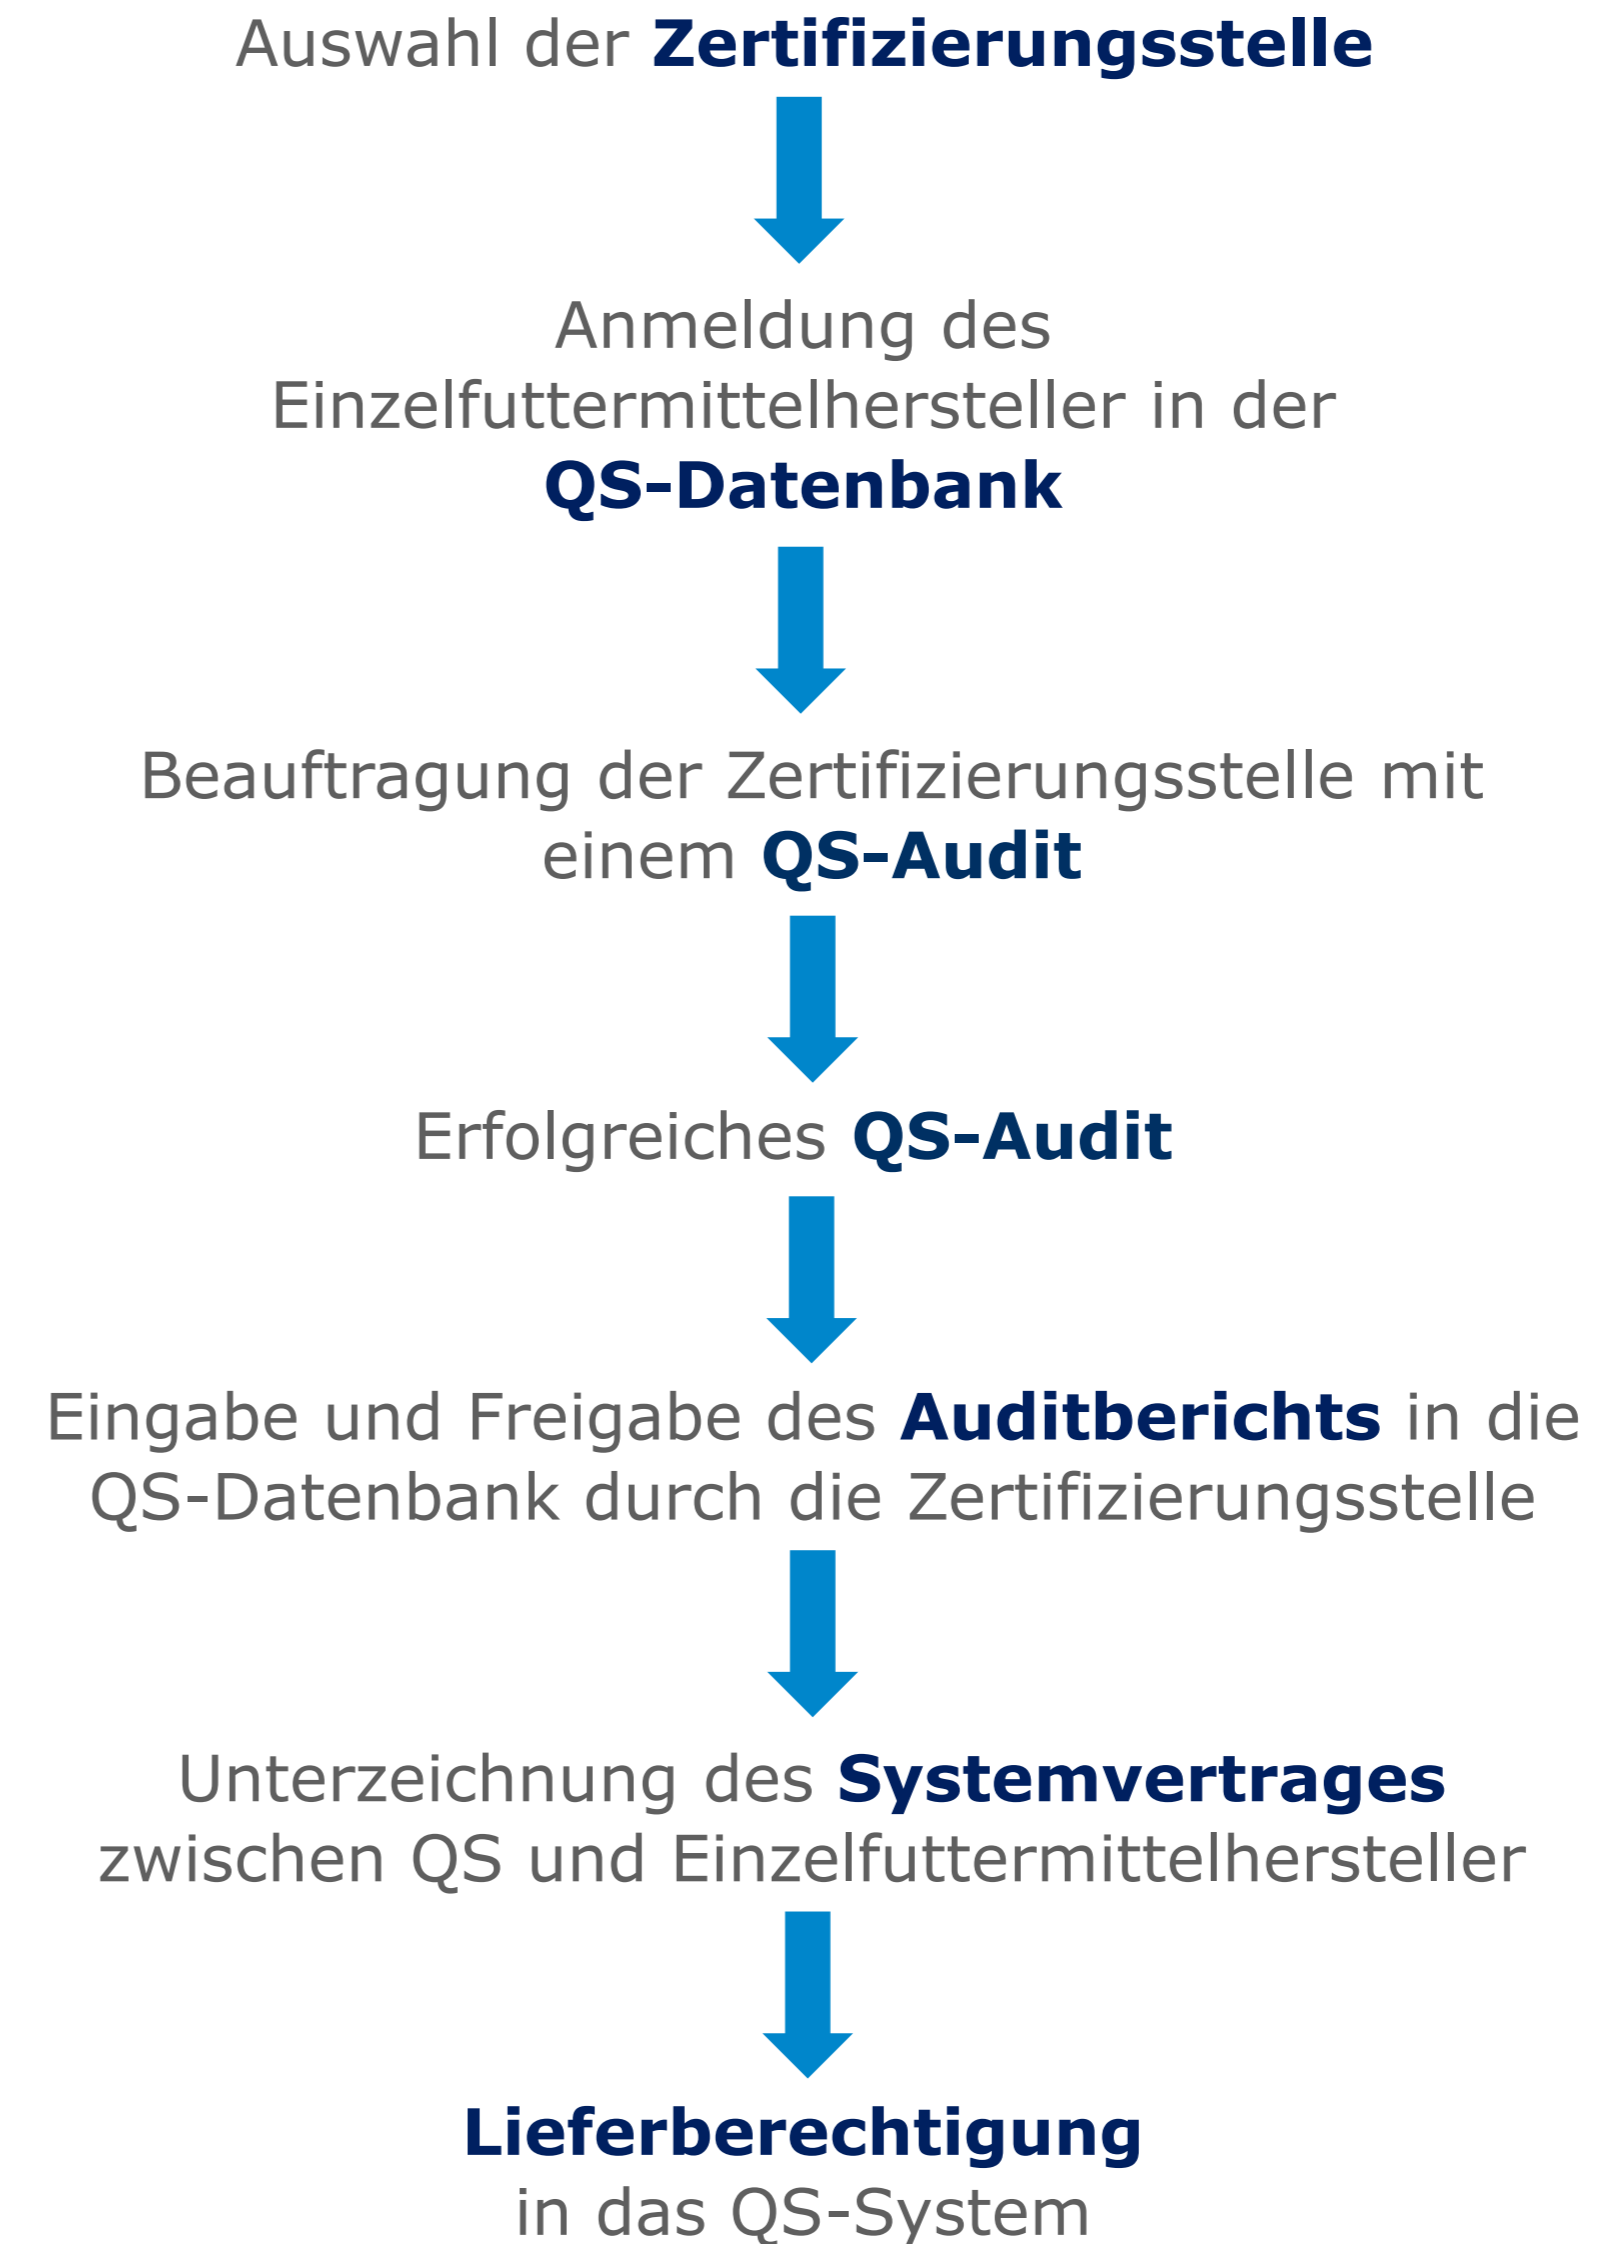 Auswahl der Zertifizierungsstelle
Anmeldung des
Einzelfuttermittelhersteller in der
QS-Datenbank
Beauftragung der Zertifizierungsstelle mit
einem QS-Audit
Erfolgreiches QS-Audit
Eingabe und Freigabe des Auditberichts in die
QS-Datenbank durch die Zertifizierungsstelle
Unterzeichnung des Systemvertrages
zwischen QS und Einzelfuttermittelhersteller
Lieferberechtigung
in das QS-System